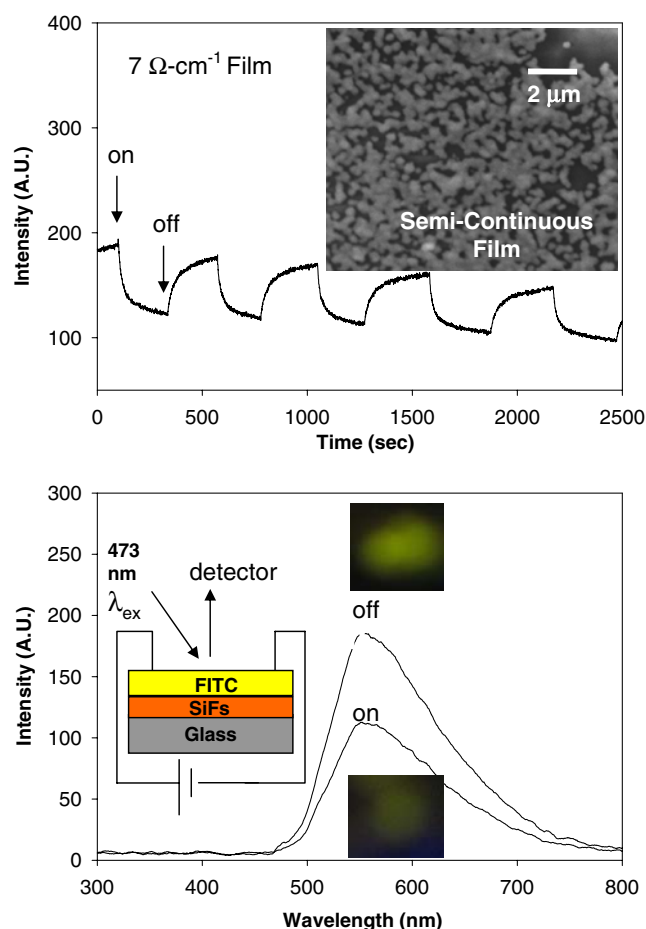 400
7 Ω-cm⁻¹ Film
2 μm
300
on
off
200
Semi-Continuous
Film
100
Intensity (A.U.)
0 500 1000 1500 2000 2500
Time (sec)
300
473
nm
λex
detector
250
off
200
150
FITC
on
SiFs
100
Glass
50
0
Intensity (A.U.)
300 400 500 600 700 800
Wavelength (nm)